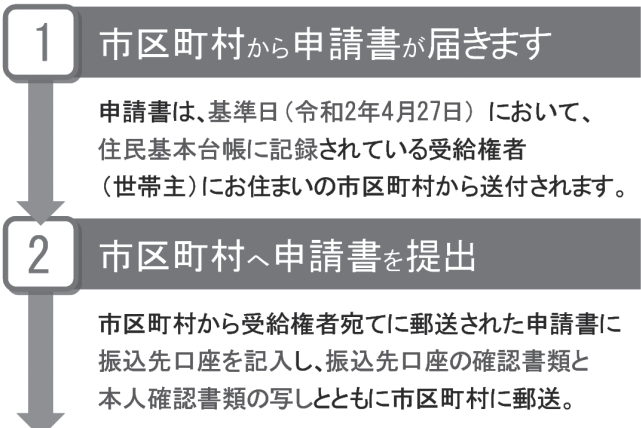 1 市区町村から申請書が届きます
申請書は、基準日(令和2年4月27日)において、
住民基本台帳に記録されている受給権者
(世帯主)にお住まいの市区町村から送付されます。
2 市区町村へ申請書を提出
市区町村から受給権者宛てに郵送された申請書に
振込先口座を記入し、振込先口座の確認書類と
本人確認書類の写しとともに市区町村に郵送。